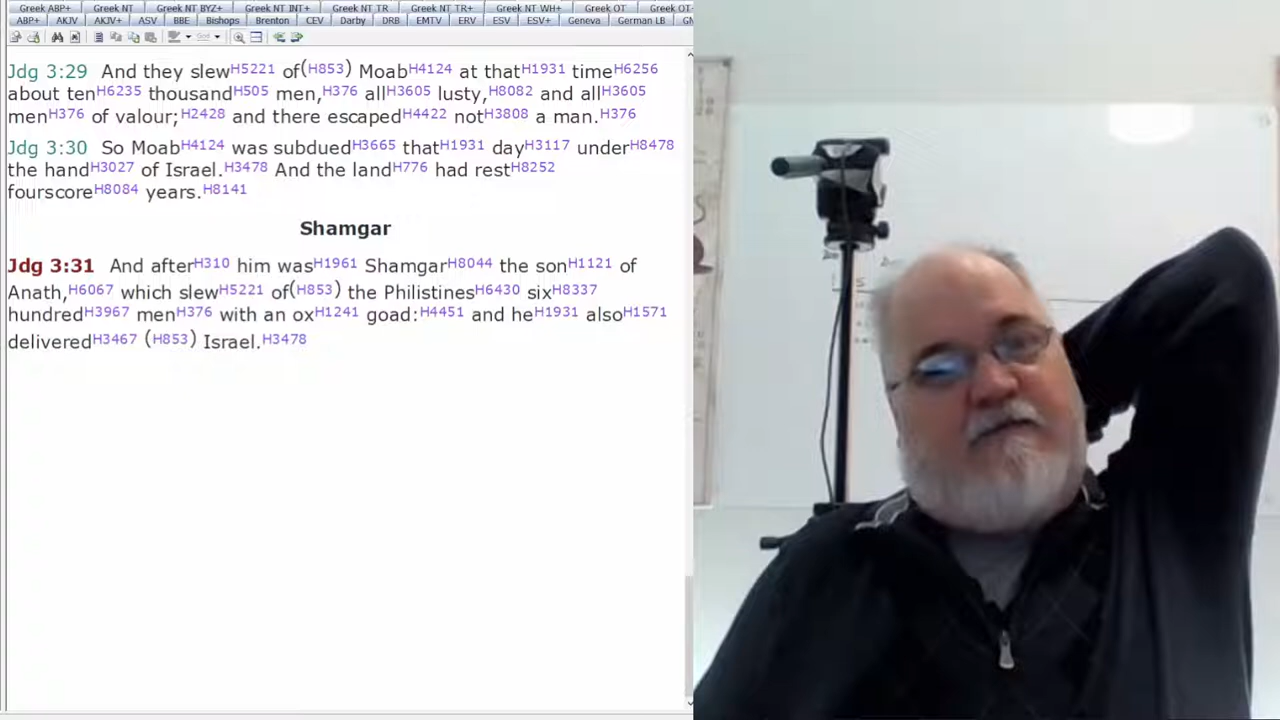 Greek ABP+ Greek NT Greek NT BYZ+ Greek NT INT+ Greek NT TR Greek NT TR+ Greek NT WH+ Greek OT Greek OT
ABP+ AKJV AKJV+ ASV BBE Bishops Brenton CEV Darby DRB EMTV ERV ESV ESV+ Geneva German LB
Jdg 3:29 And they slewH5221 of(H853) MoabH4124 at thatH1931 timeH6256
about tenH6235 thousandH505 men,H376 allH3605 lusty,H8082 and allH3605
menH376 of valour;H2428 and there escapedH4422 notH3808 a man.H376
Jdg 3:30 So MoabH4124 was subduedH3665 thatH1931 dayH3117 underH8478
the handH3027 of Israel.H3478 And the landH776 had restH8252
fourscoreH8084 years.H8141
Shamgar
Jdg 3:31 And afterH310 him wasH1961 ShamgarH8044 the sonH1121 of
Anath,H6067 which slewH5221 of(H853) the PhilistinesH6430 sixH8337
hundredH3967 menH376 with an oxH1241 goad:H4451 and heH1931 alsoH1571
deliveredH3467 (H853) Israel.H3478